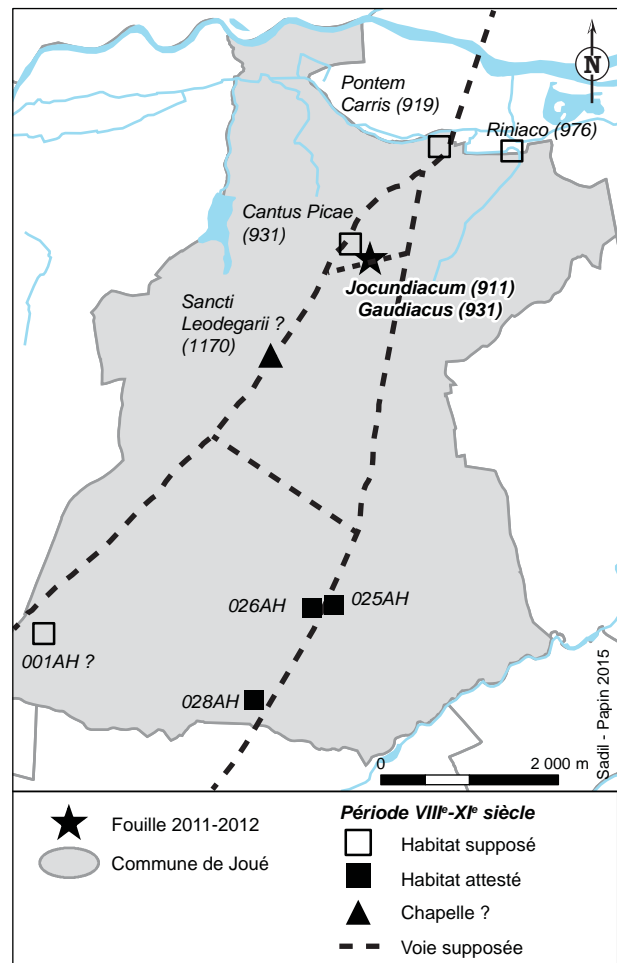 N
Pontem
Carris (919)
Riniaco (976)
Cantus Picae
(931)
Jocundiacum (911)
Gaudiacus (931)
Sancti
Leodegarii ?
(1170)
026AH
025AH
001AH ?
028AH
0
2 000 m
Sadil - Papin 2015
Fouille 2011-2012
Commune de Joué
Période VIIIe-XIe siècle
Habitat supposé
Habitat attesté
Chapelle ?
Voie supposée